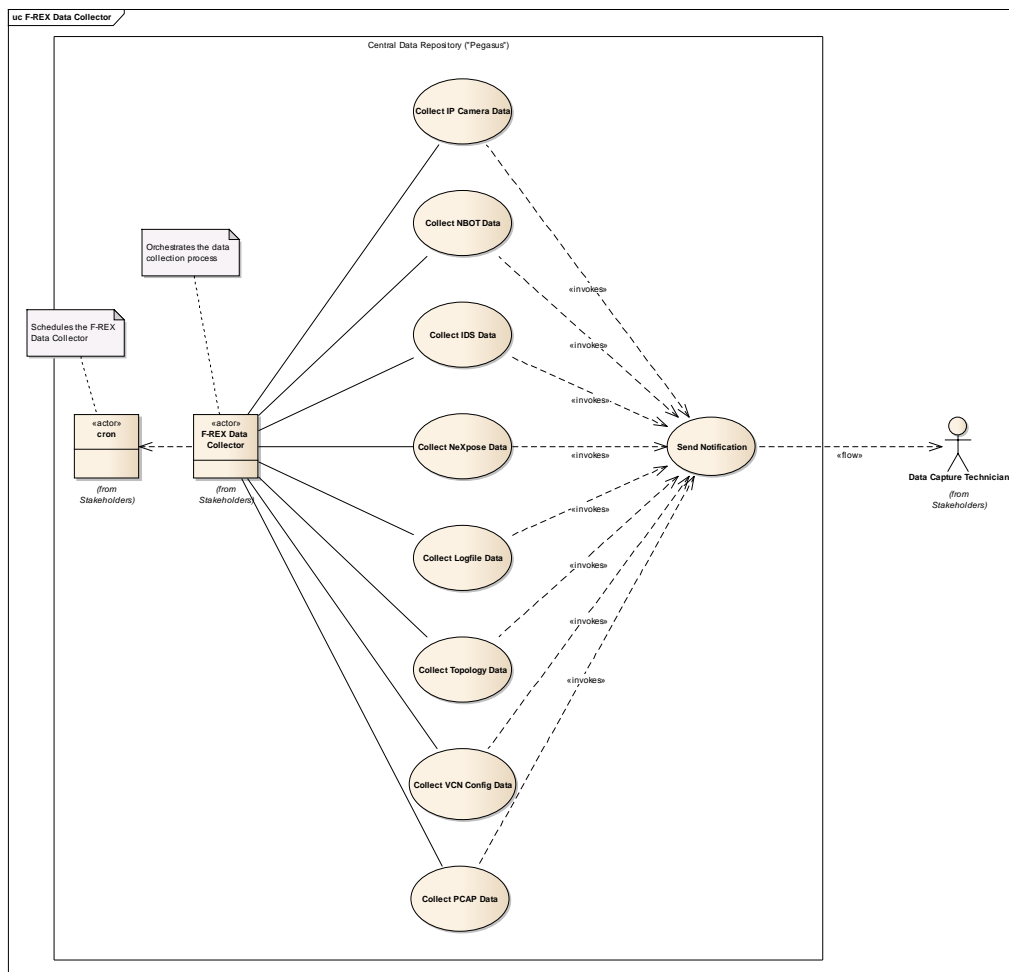 uc F-REX Data Collector
Central Data Repository ("Pegasus")
Collect IP Camera Data
Collect NBOT Data
Orchestrates the data
collection process
«invokes»
Schedules the F-REX
Data Collector
Collect IDS Data
«invokes»
«invokes»
«actor»
cron
(from
Stakeholders)
«actor»
F-REX Data
Collector
(from
Stakeholders)
Collect NeXpose Data
«invokes»
Send Notification
«flow»
Data Capture Technician
(from
Stakeholders)
«invokes»
Collect Logfile Data
«invokes»
«invokes»
Collect Topology Data
«invokes»
Collect VCN Config Data
Collect PCAP Data